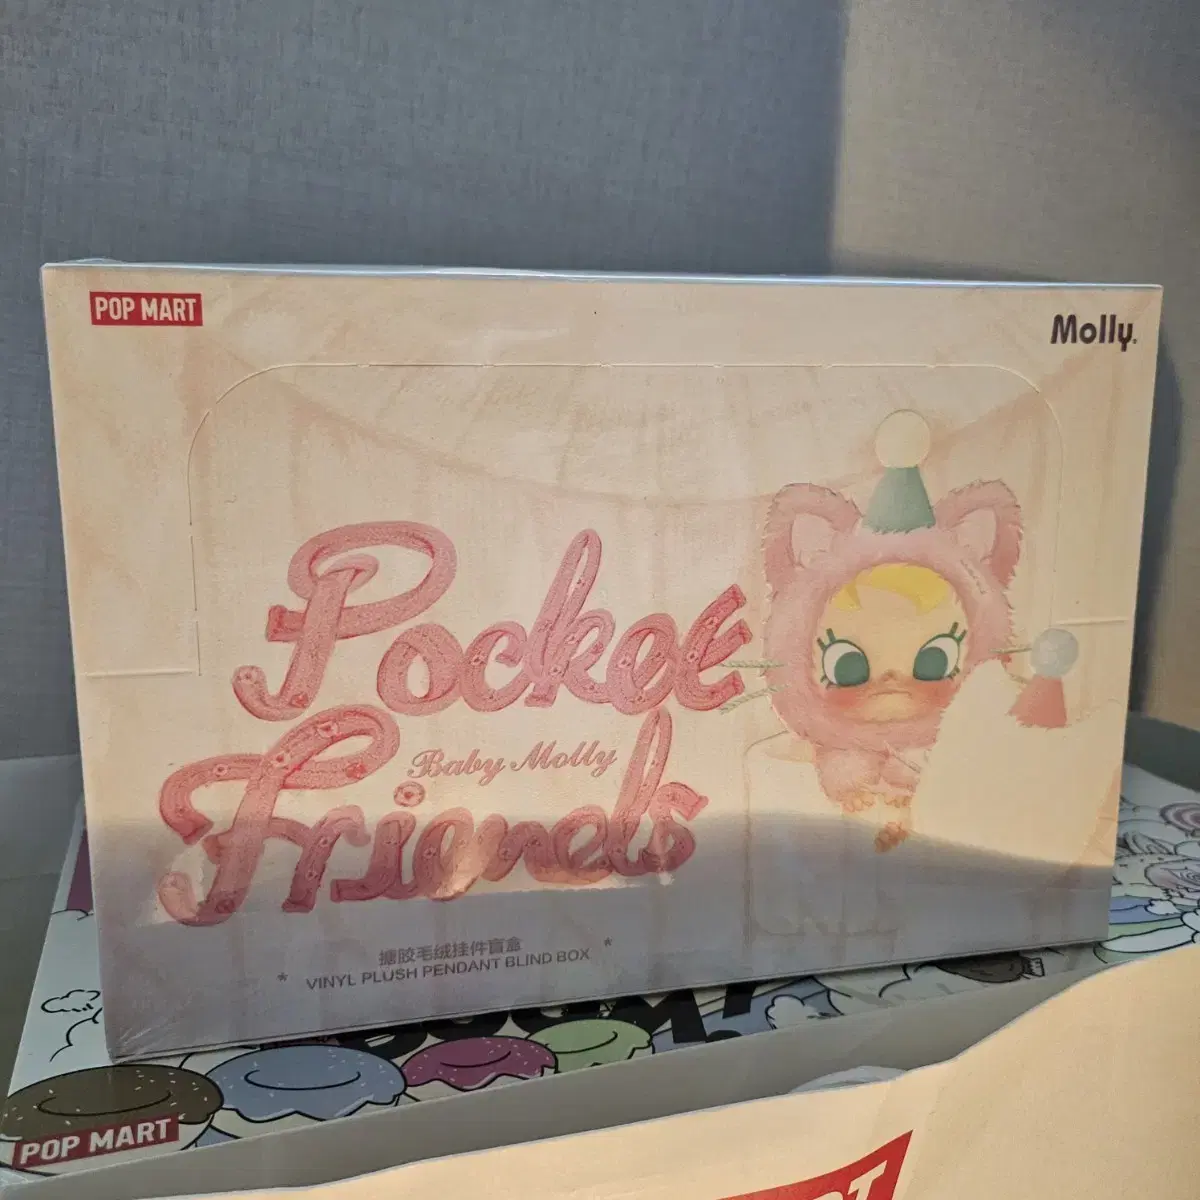 POP MART
Molly.
Pocket
Baby Molly
Friends
搪胶毛绒挂件盲盒
* VINYL PLUSH PENDANT BLIND BOX *
POP MART